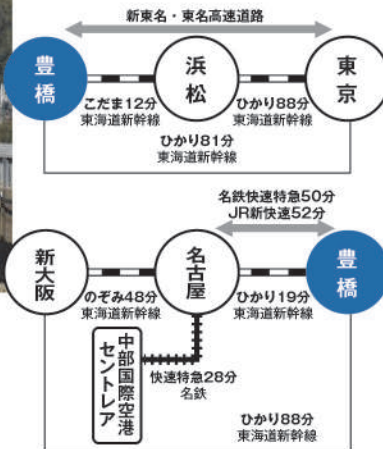 新東名・東名高速道路
豊橋
浜松
東京
こだま12分
東海道新幹線
ひかり88分
東海道新幹線
ひかり81分
東海道新幹線
名鉄快速特急50分
JR新快速52分
新大阪
名古屋
豊橋
のぞみ48分
東海道新幹線
ひかり19分
東海道新幹線
中部国際空港
セントレア
快速特急28分
名鉄
ひかり88分
東海道新幹線